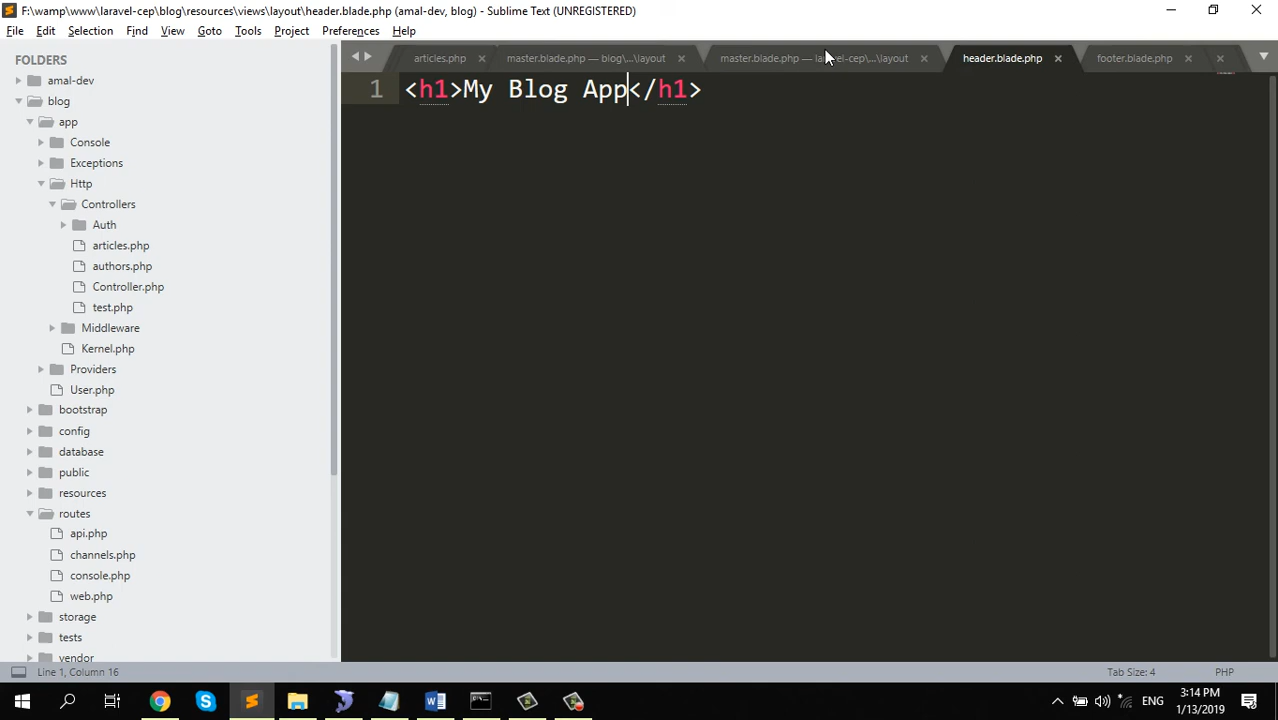 F:\wamp\www\laravel-cep\blog\resources\views\layout\header.blade.php (amal-dev, blog) - Sublime Text (UNREGISTERED)
File Edit Selection Find View Goto Tools Project Preferences Help
FOLDERS
amal-dev
blog
app
Console
Exceptions
Http
Controllers
Auth
articles.php
authors.php
Controller.php
test.php
Middleware
Kernel.php
Providers
User.php
bootstrap
config
database
public
resources
routes
api.php
channels.php
console.php
web.php
storage
tests
vendor
articles.php master.blade.php — blog\...\layout master.blade.php — laravel-cep\...\layout header.blade.php footer.blade.php
1 <h1>My Blog App</h1>
Line 1, Column 16 Tab Size: 4 PHP
ENG 3:14 PM
1/13/2019